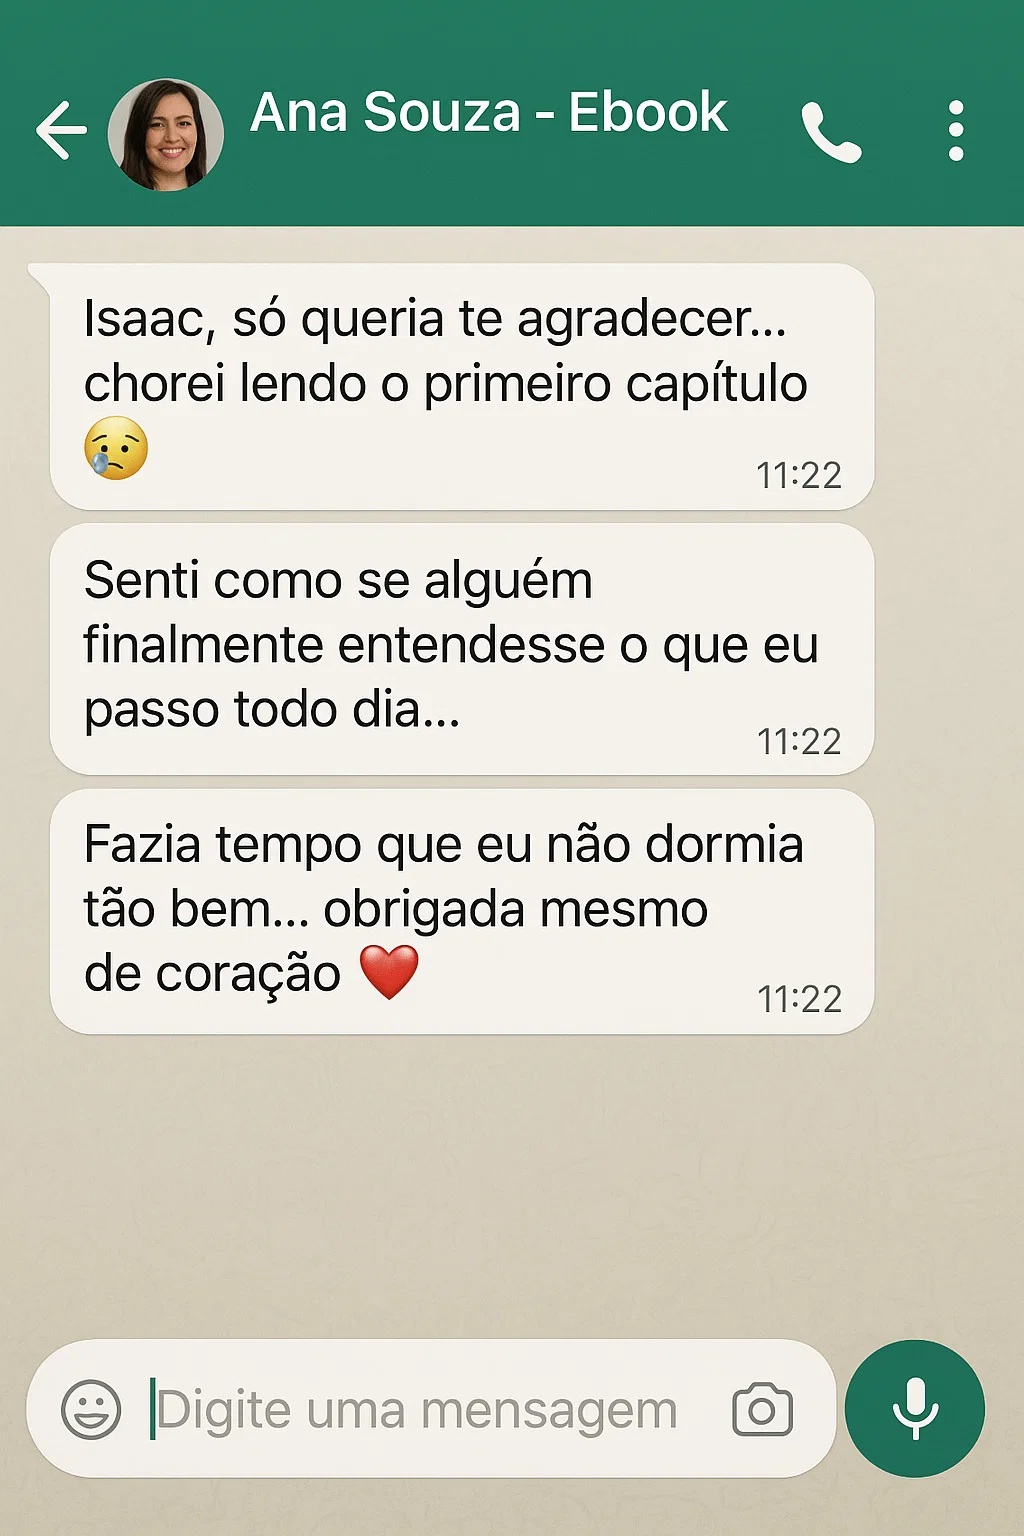 Ana Souza - Ebook
Isaac, só queria te agradecer...
chorei lendo o primeiro capítulo
😢
11:22
Senti como se alguém
finalmente entendesse o que eu
passo todo dia...
11:22
Fazia tempo que eu não dormia
tão bem... obrigada mesmo
de coração ❤️
11:22
Digite uma mensagem